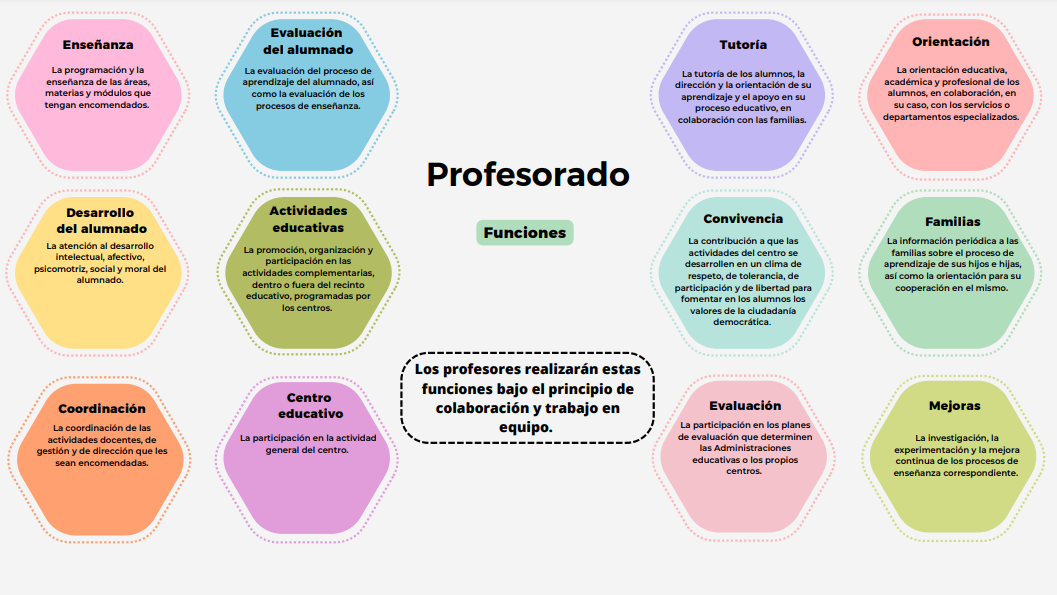 Enseñanza
La programación y la
enseñanza de las áreas,
materias y módulos que
tengan encomendados.
Evaluación
del alumnado
La evaluación del proceso de
aprendizaje del alumnado, así
como la evaluación de los
procesos de enseñanza.
Tutoría
La tutoría de los alumnos, la
dirección y la orientación de su
aprendizaje y el apoyo en su
proceso educativo, en
colaboración con las familias.
Orientación
La orientación educativa,
académica y profesional de los
alumnos, en colaboración, en
su caso, con los servicios o
departamentos especializados.
Profesorado
Funciones
Desarrollo
del alumnado
La atención al desarrollo
intelectual, afectivo,
psicomotriz, social y moral del
alumnado.
Actividades
educativas
La promoción, organización y
participación en las
actividades complementarias,
dentro o fuera del recinto
educativo, programadas por
los centros.
Convivencia
La contribución a que las
actividades del centro se
desarrollen en un clima de
respeto, de tolerancia, de
participación y de libertad para
fomentar en los alumnos los
valores de la ciudadanía
democrática.
Familias
La información periódica a las
familias sobre el proceso de
aprendizaje de sus hijos e hijas,
así como la orientación para su
cooperación en el mismo.
Los profesores realizarán estas
funciones bajo el principio de
colaboración y trabajo en
equipo.
Coordinación
La coordinación de las
actividades docentes, de
gestión y de dirección que les
sean encomendadas.
Centro
educativo
La participación en la actividad
general del centro.
Evaluación
La participación en los planes
de evaluación que determinen
las Administraciones
educativas o los propios
centros.
Mejoras
La investigación, la
experimentación y la mejora
continua de los procesos de
enseñanza correspondiente.